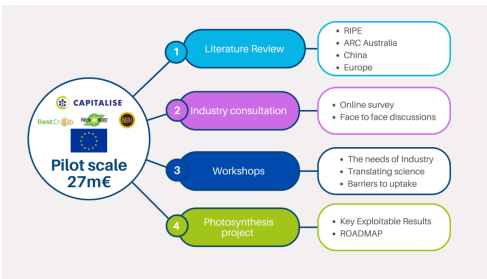 CAPITALISE
BestCrop
Pilot scale
27m€
1
Literature Review
• RIPE
• ARC Australia
• China
• Europe
2
Industry consultation
• Online survey
• Face to face discussions
3
Workshops
• The needs of Industry
• Translating science
• Barriers to uptake
4
Photosynthesis
project
• Key Exploitable Results
• ROADMAP